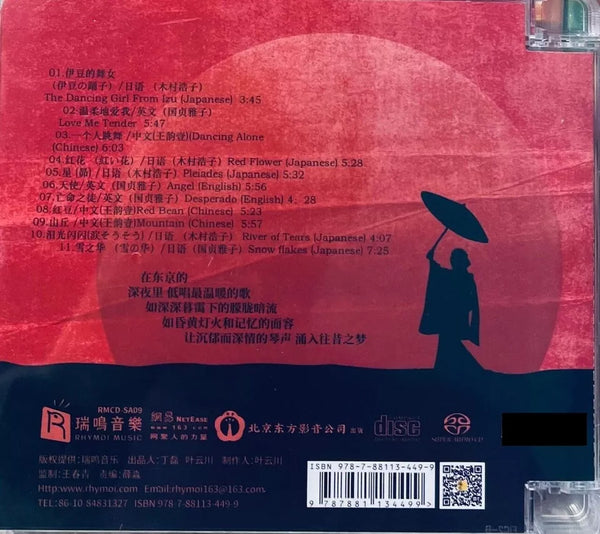 01.伊豆的舞女
（伊豆の踊子）/日语 （木村浩子）
The Dancing Girl From Izu (Japanese) 3:45
02.温柔地爱我/英文（国贞雅子）
Love Me Tender 5:47
03.一个人跳舞 /中文(王韵壹)(Dancing Alone
(Chinese) 6:03
04.红花 （紅い花）/日语（木村浩子）Red Flower (Japanese) 5:28
05.星 (昴) /日语（木村浩子）Pleiades (Japanese) 5:32
06.天使/英文（国贞雅子）Angel (English) 5:56
07.亡命之徒/英文（国贞雅子）Desperado (English) 4：28
08.红豆/中文(王韵壹)Red Bean (Chinese) 5:23
09.山丘 /中文(王韵壹)Mountain (Chinese) 5:57
10.泪光闪闪(涙そうそう) /日语 （木村浩子） River of Tears (Japanese) 4:07
11.雪之华 （雪の华）/日语（国贞雅子）Snow flakes (Japanese) 7:25
在东京的
深夜里 低唱最温暖的歌
如深深暮霭下的朦胧暗流
如昏黄灯火和记忆的面容
让沉郁而深情的琴声 涌入往昔之梦
RMCD-SA09
瑞鳴音樂
RHYMOI MUSIC
網易 NETEASE
www.163.com
网聚人的力量
北京东方影音公司 出版
COMPACT disc DIGITAL AUDIO
SUPER AUDIO CD
版权提供：瑞鸣音乐 出品人：丁磊 叶云川 制作人：叶云川
监制：王春青 责编：薛淼
Http:www.rhymoi.com Email:rhymoi163@163.com
TEL:86-10 84831327 ISBN 978-7-88113-449-9
ISBN 978-7-88113-449-9
9 787881 134499